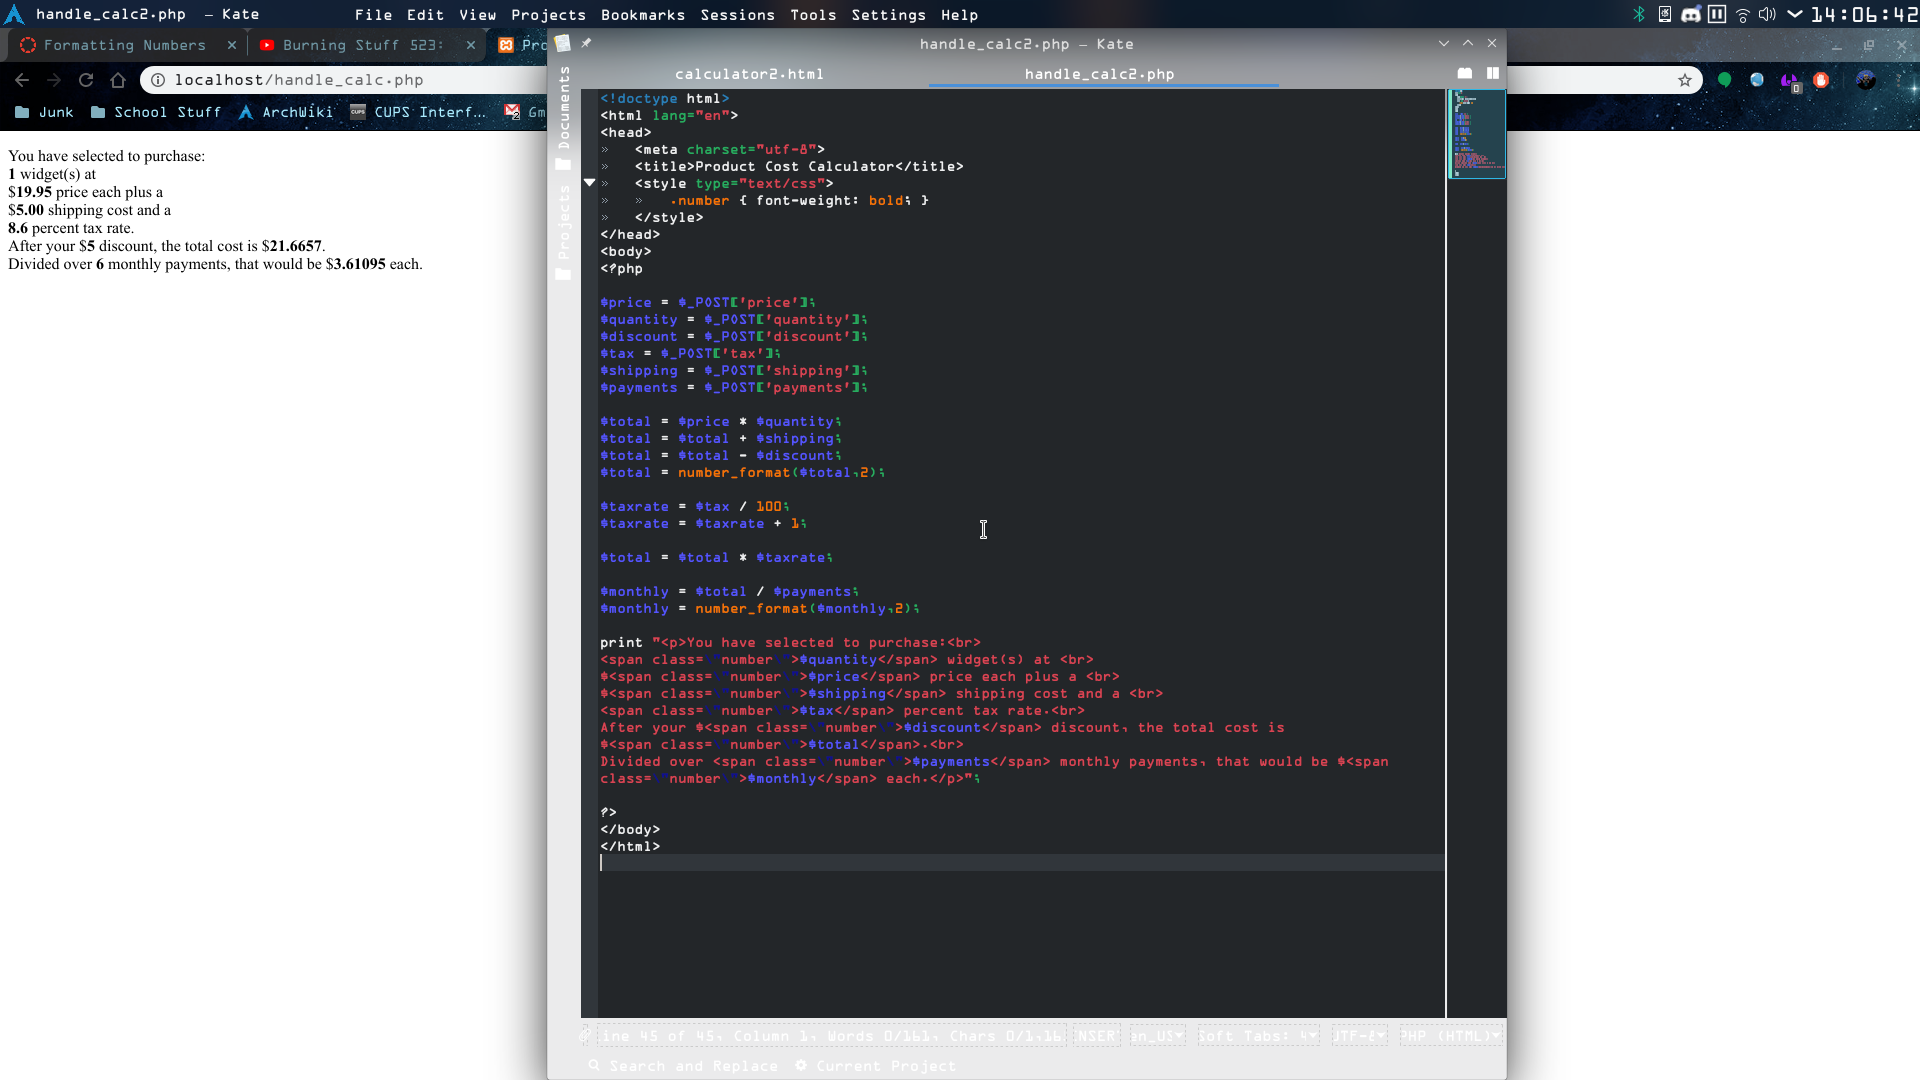 handle_calc2.php – Kate
File Edit View Projects Bookmarks Sessions Tools Settings Help
14:06:42
Formatting Numbers
Burning Stuff 523:
Pro
localhost/handle_calc.php
Junk
School Stuff
ArchWiki
CUPS Interf...
Gm
You have selected to purchase:
1 widget(s) at
$19.95 price each plus a
$5.00 shipping cost and a
8.6 percent tax rate.
After your $5 discount, the total cost is $21.6657.
Divided over 6 monthly payments, that would be $3.61095 each.
handle_calc2.php – Kate
calculator2.html
handle_calc2.php
Documents
Projects
<!doctype html>
<html lang="en">
<head>
<meta charset="utf-8">
<title>Product Cost Calculator</title>
<style type="text/css">
.number { font-weight: bold; }
</style>
</head>
<body>
<?php
$price = $_POST['price'];
$quantity = $_POST['quantity'];
$discount = $_POST['discount'];
$tax = $_POST['tax'];
$shipping = $_POST['shipping'];
$payments = $_POST['payments'];
$total = $price * $quantity;
$total = $total + $shipping;
$total = $total - $discount;
$total = number_format($total,2);
$taxrate = $tax / 100;
$taxrate = $taxrate + 1;
$total = $total * $taxrate;
$monthly = $total / $payments;
$monthly = number_format($monthly,2);
print "<p>You have selected to purchase:<br>
<span class=\"number\">$quantity</span> widget(s) at <br>
$<span class=\"number\">$price</span> price each plus a <br>
$<span class=\"number\">$shipping</span> shipping cost and a <br>
<span class=\"number\">$tax</span> percent tax rate.<br>
After your $<span class=\"number\">$discount</span> discount, the total cost is
$<span class=\"number\">$total</span>.<br>
Divided over <span class=\"number\">$payments</span> monthly payments, that would be $<span
class=\"number\">$monthly</span> each.</p>";
?>
</body>
</html>
ine 45 of 45, Column 1, Words 0/161, Chars 0/1,16
NSER
en_US
Soft Tabs: 4
UTF-8
PHP (HTML)
Search and Replace
Current Project